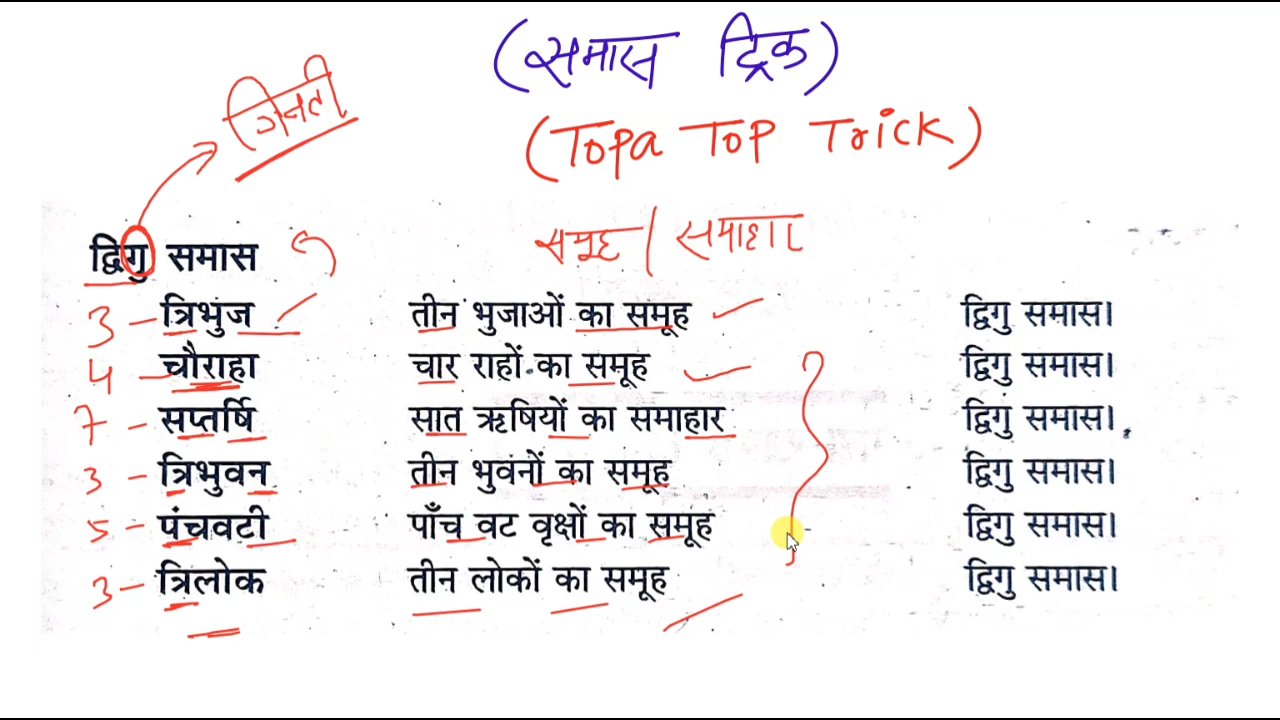 (समास ट्रिक)
(Topa Top Trick)
गिनती
समूह / समाहार
द्विगु समास
3 – त्रिभुज तीन भुजाओं का समूह द्विगु समास।
4 – चौराहा चार राहों का समूह द्विगु समास।
7 – सप्तर्षि सात ऋषियों का समाहार द्विगु समास।
3 – त्रिभुवन तीन भुवनों का समूह द्विगु समास।
5 – पंचवटी पाँच वट वृक्षों का समूह द्विगु समास।
3 – त्रिलोक तीन लोकों का समूह द्विगु समास।